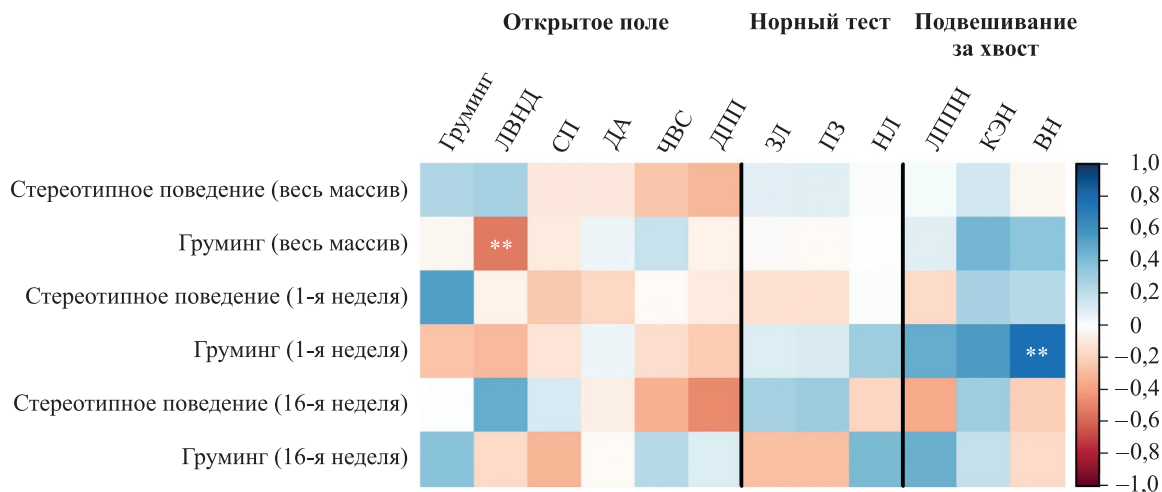 Открытое поле
Норный тест
Подвешивание
за хвост
Груминг
ЛВНД
СП
ДА
ЧВС
ДПП
ЗЛ
ПЗ
НЛ
ЛППН
КЭН
ВН
Стереотипное поведение (весь массив)
Груминг (весь массив)
**
Стереотипное поведение (1-я неделя)
Груминг (1-я неделя)
**
Стереотипное поведение (16-я неделя)
Груминг (16-я неделя)
1,0
0,8
0,6
0,4
0,2
0
–0,2
–0,4
–0,6
–0,8
–1,0